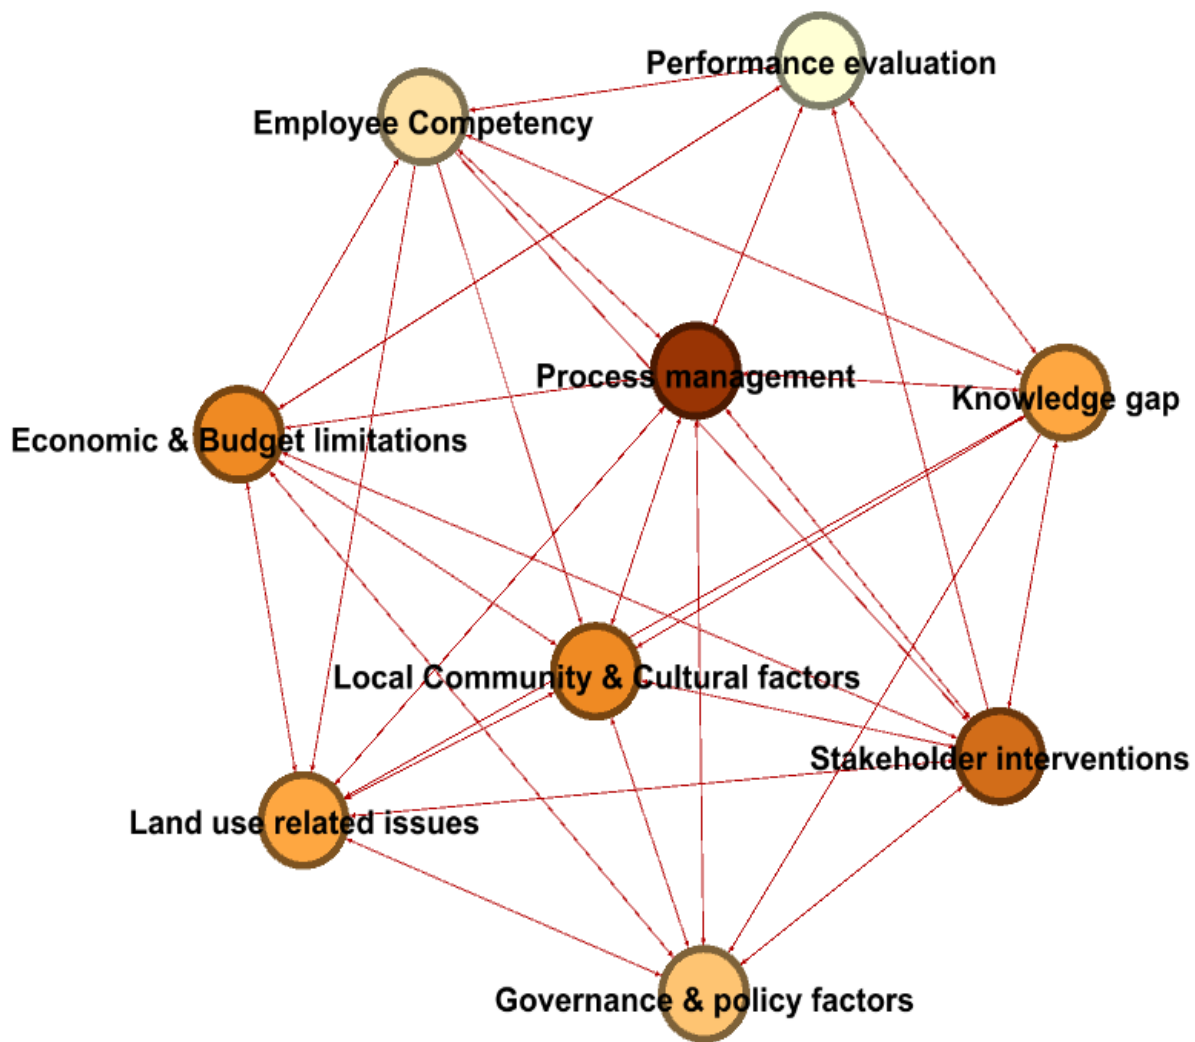 Performance evaluation
Employee Competency
Process management
Knowledge gap
Economic & Budget limitations
Local Community & Cultural factors
Stakeholder interventions
Land use related issues
Governance & policy factors